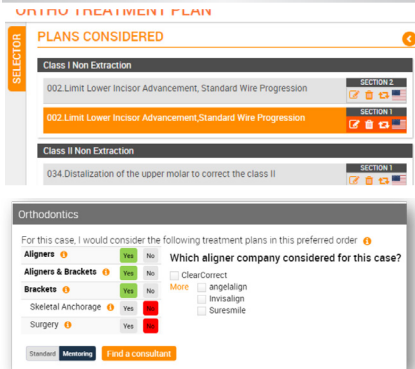 ORTHO TREATMENT PLAN
SELECTOR
PLANS CONSIDERED
Class I Non Extraction
002.Limit Lower Incisor Advancement, Standard Wire Progression
SECTION 2
002.Limit Lower Incisor Advancement,Standard Wire Progression
SECTION 1
Class II Non Extraction
034.Distalization of the upper molar to correct the class II
SECTION 1
Orthodontics
For this case, I would consider the following treatment plans in this preferred order
Aligners Yes No
Which aligner company considered for this case?
Aligners & Brackets Yes No
ClearCorrect
Brackets Yes No
More angelalign
Invisalign
Skeletal Anchorage Yes No
Suresmile
Surgery Yes No
Standard Mentoring Find a consultant